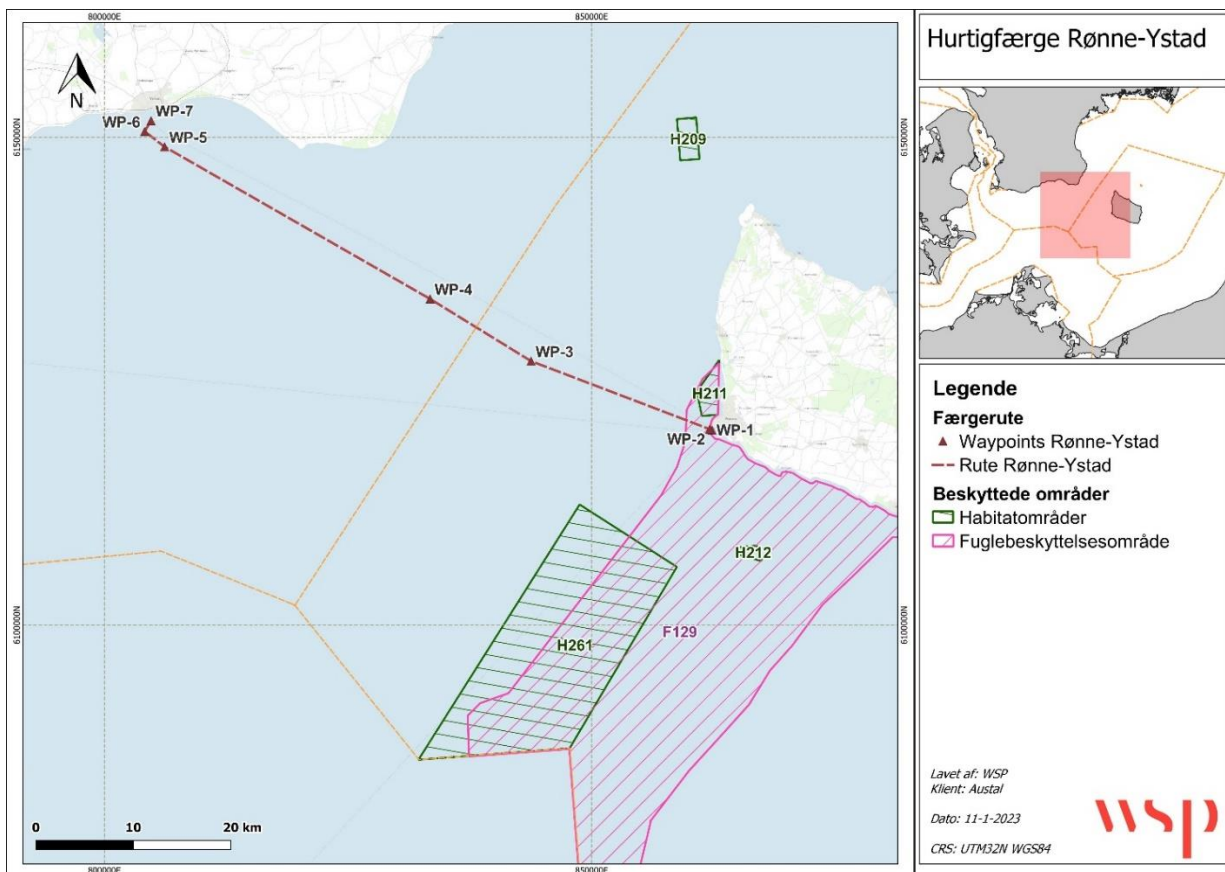 800000E
850000E
Hurtigfærge Rønne-Ystad
N
WP-7
WP-6
WP-5
6150000N
6150000N
H209
WP-4
WP-3
H211
WP-2
WP-1
H212
6100000N
6100000N
F129
H261
0
10
20 km
800000E
850000E
Legende
Færgerute
Waypoints Rønne-Ystad
Rute Rønne-Ystad
Beskyttede områder
Habitatområder
Fuglebeskyttelsesområde
Lavet af: WSP
Klient: Austal
Dato: 11-1-2023
CRS: UTM32N WGS84
wsp